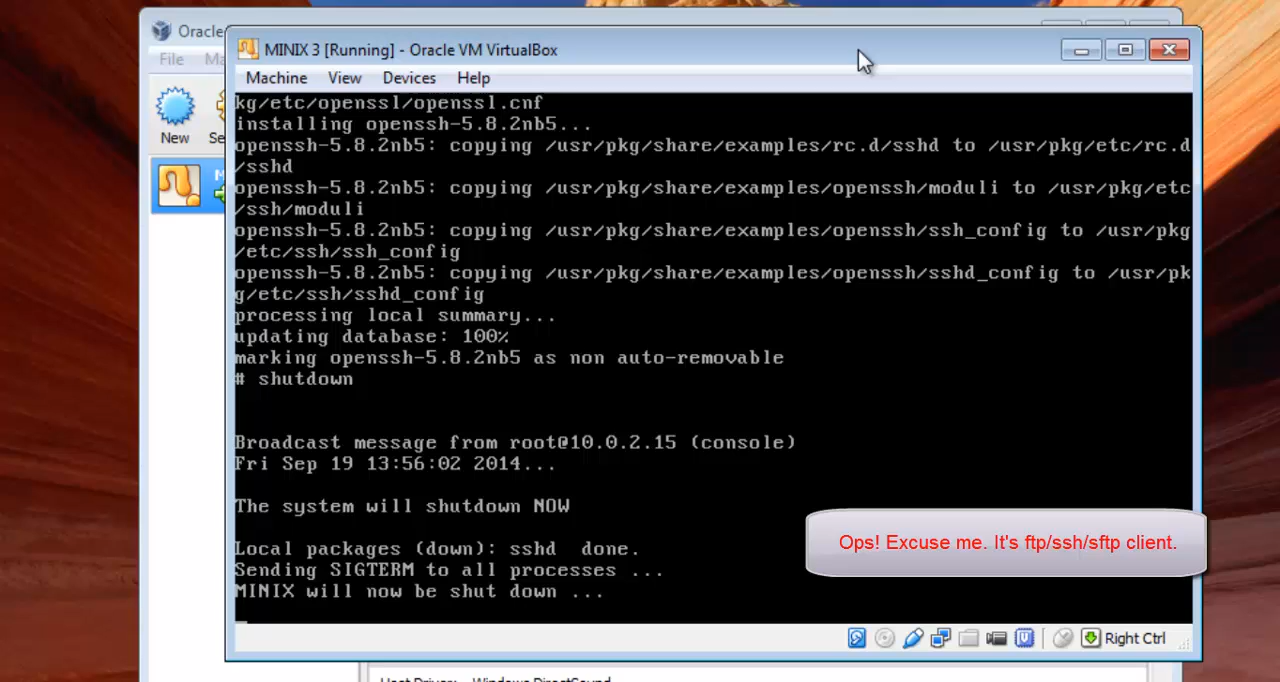 Oracle
MINIX 3 [Running] - Oracle VM VirtualBox
File
Machine View Devices Help
New
kg/etc/openssl/openssl.cnf
installing openssh-5.8.2nb5...
openssh-5.8.2nb5: copying /usr/pkg/share/examples/rc.d/sshd to /usr/pkg/etc/rc.d
/sshd
openssh-5.8.2nb5: copying /usr/pkg/share/examples/openssh/moduli to /usr/pkg/etc
/ssh/moduli
openssh-5.8.2nb5: copying /usr/pkg/share/examples/openssh/ssh_config to /usr/pkg
/etc/ssh/ssh_config
openssh-5.8.2nb5: copying /usr/pkg/share/examples/openssh/sshd_config to /usr/pk
g/etc/ssh/sshd_config
processing local summary...
updating database: 100%
marking openssh-5.8.2nb5 as non auto-removable
# shutdown
Broadcast message from root@10.0.2.15 (console)
Fri Sep 19 13:56:02 2014...
The system will shutdown NOW
Local packages (down): sshd done.
Sending SIGTERM to all processes ...
MINIX will now be shut down ...
Ops! Excuse me. It's ftp/ssh/sftp client.
Right Ctrl
Host Driver: Windows DirectSound